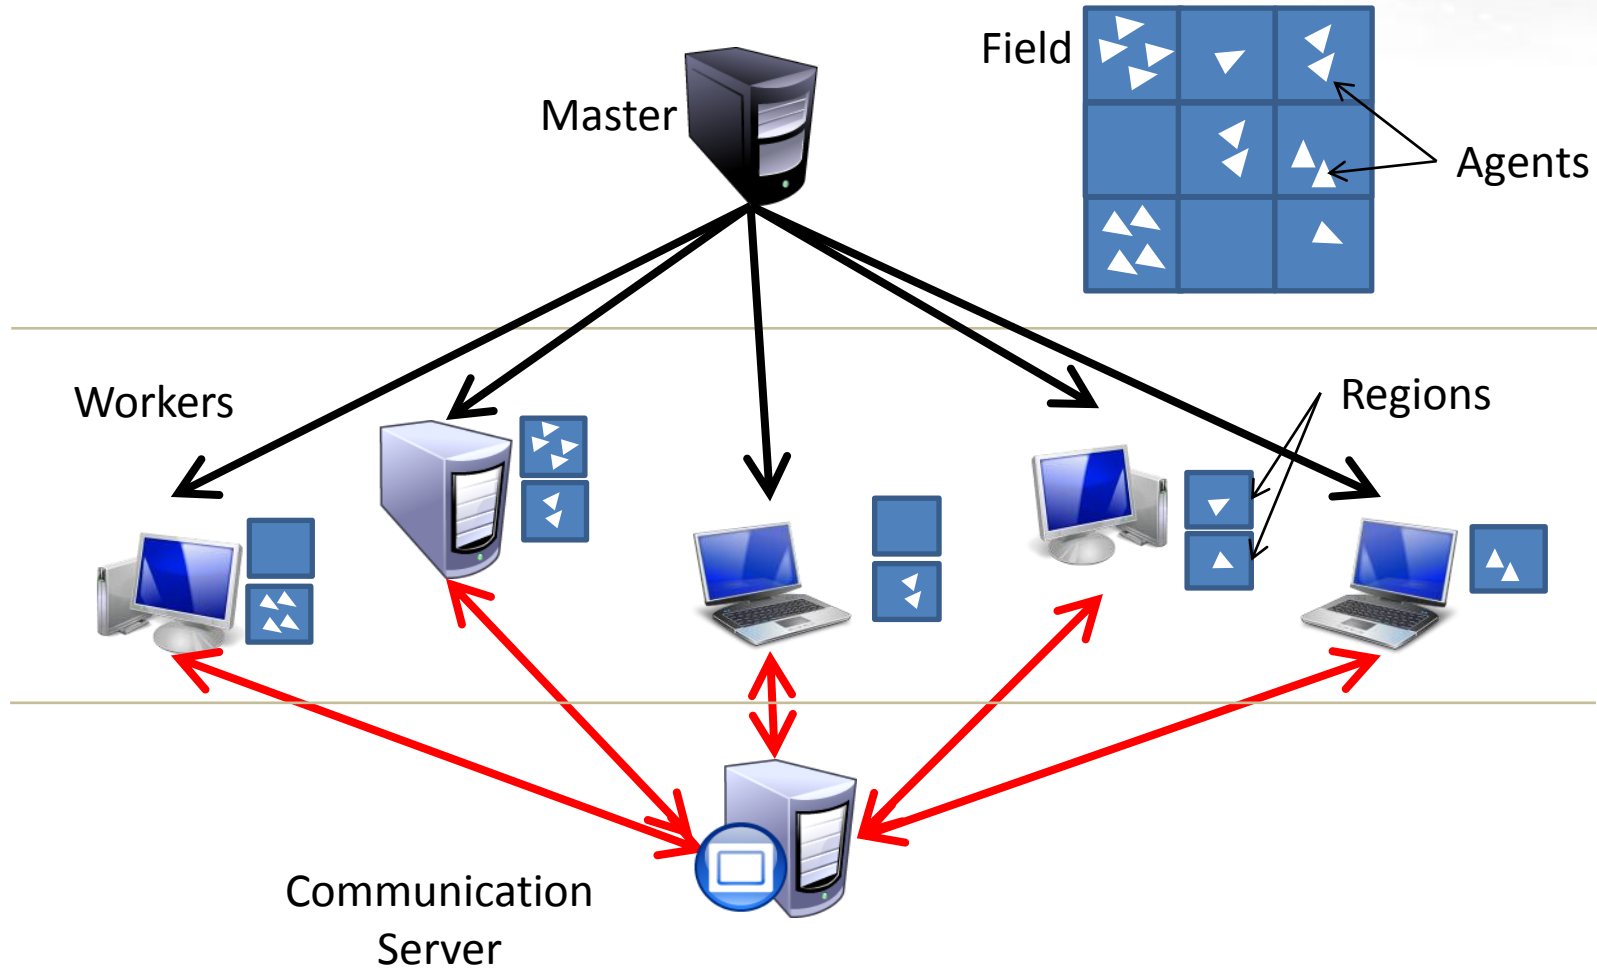 Field
Master
Agents
Workers
Regions
Communication
Server